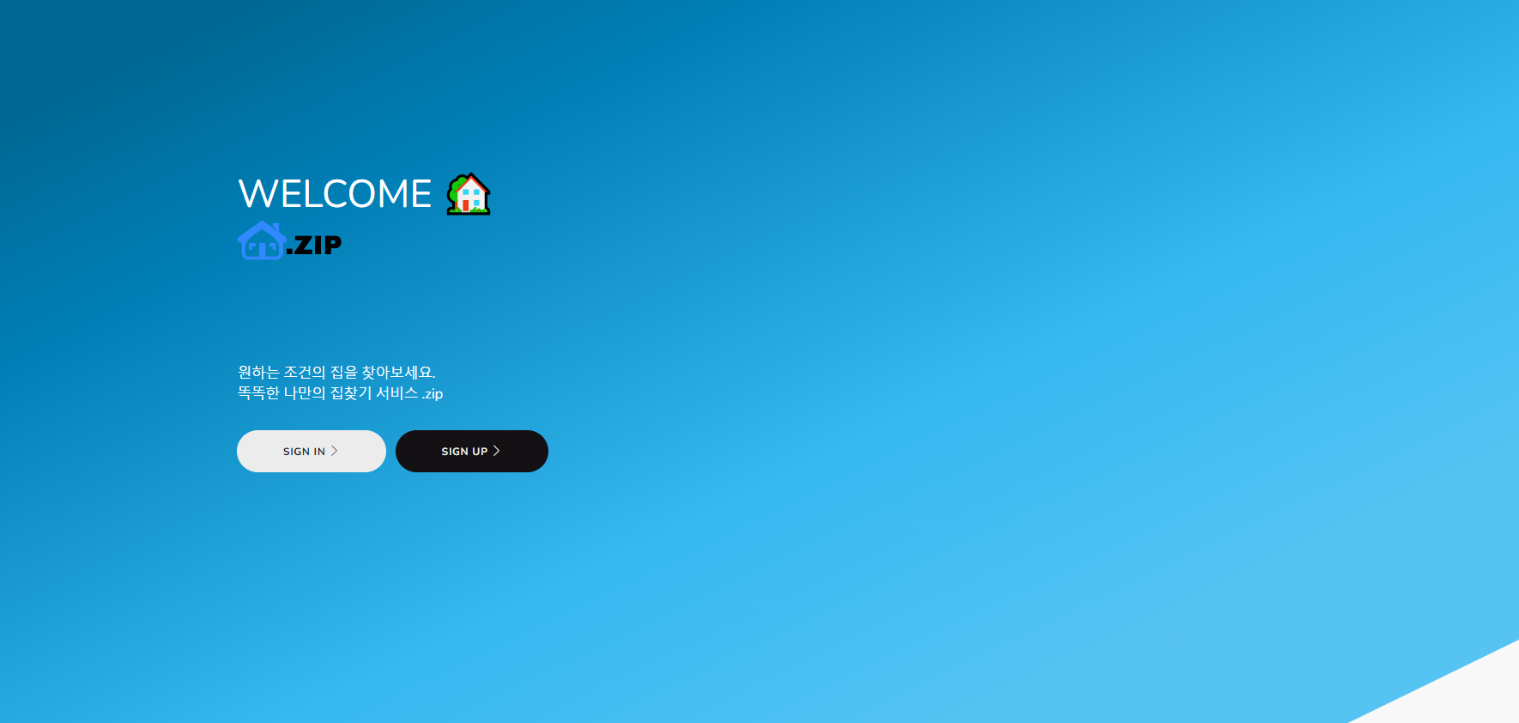 WELCOME
.ZIP
원하는 조건의 집을 찾아보세요.
똑똑한 나만의 집찾기 서비스 .zip
SIGN IN
SIGN UP